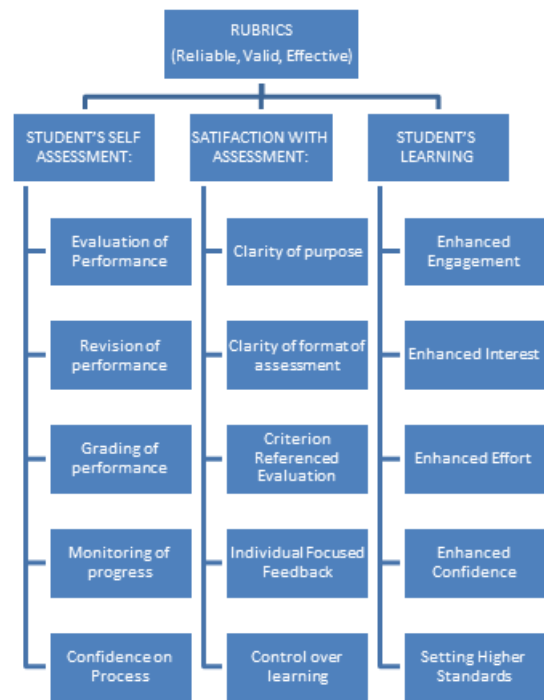 RUBRICS
(Reliable, Valid, Effective)
STUDENT'S SELF
ASSESSMENT:
Evaluation of
Performance
Revision of
performance
Grading of
performance
Monitoring of
progress
Confidence on
Process
SATIFACTION WITH
ASSESSMENT:
Clarity of purpose
Clarity of format of
assessment
Criterion
Referenced
Evaluation
Individual Focused
Feedback
Control over
learning
STUDENT'S
LEARNING
Enhanced
Engagement
Enhanced Interest
Enhanced Effort
Enhanced
Confidence
Setting Higher
Standards